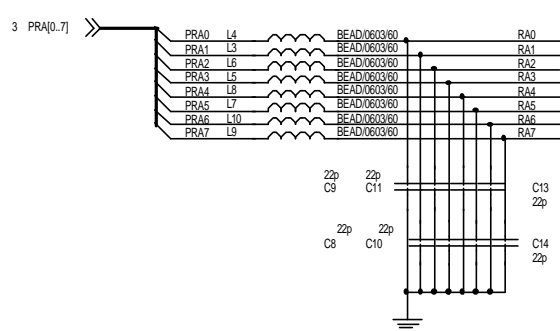 3 PRA[0..7]
PRA0 L4 BEAD/0603/60 RA0
PRA1 L3 BEAD/0603/60 RA1
PRA2 L6 BEAD/0603/60 RA2
PRA3 L5 BEAD/0603/60 RA3
PRA4 L8 BEAD/0603/60 RA4
PRA5 L7 BEAD/0603/60 RA5
PRA6 L10 BEAD/0603/60 RA6
PRA7 L9 BEAD/0603/60 RA7
22p 22p
C9 C11 C13
22p
22p 22p
C8 C10 C14
22p